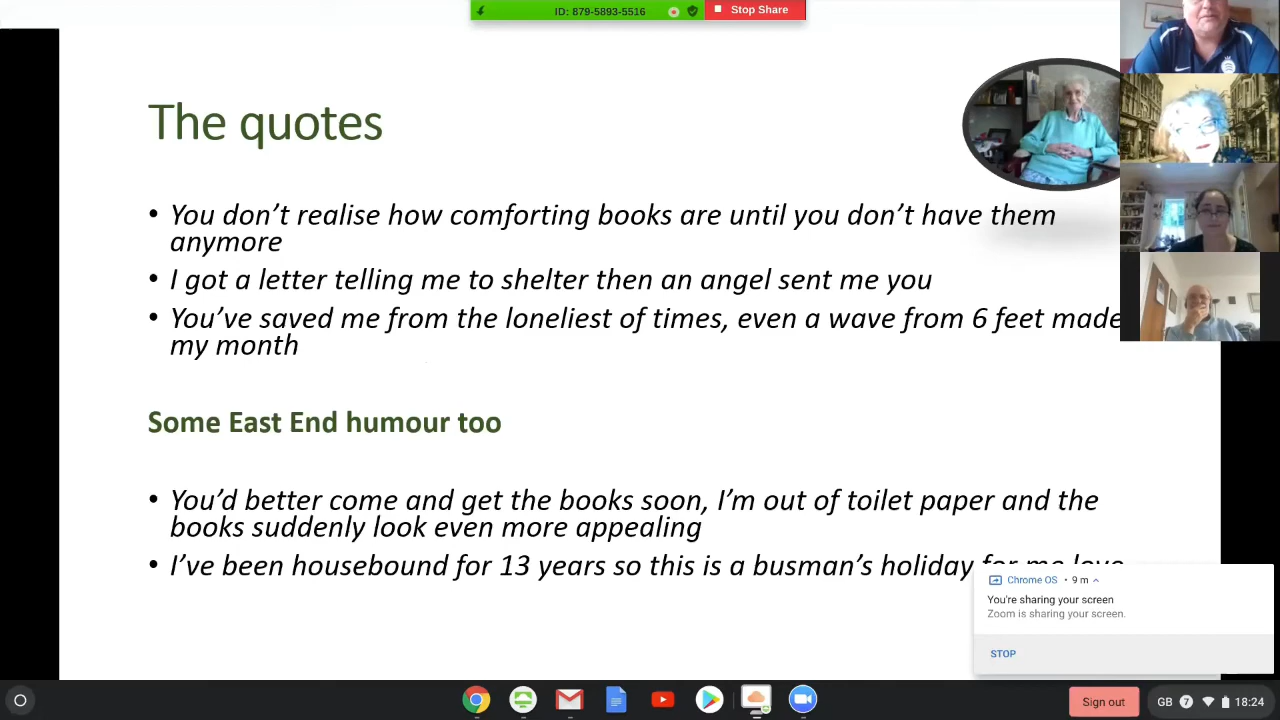 ID: 879-5893-5516
Stop Share
The quotes
• You don’t realise how comforting books are until you don’t have them
anymore
• I got a letter telling me to shelter then an angel sent me you
• You’ve saved me from the loneliest of times, even a wave from 6 feet made
my month
Some East End humour too
• You’d better come and get the books soon, I’m out of toilet paper and the
books suddenly look even more appealing
• I’ve been housebound for 13 years so this is a busman’s holiday for me love
Chrome OS • 9 m
You're sharing your screen
Zoom is sharing your screen.
STOP
Sign out
GB 7 18:24